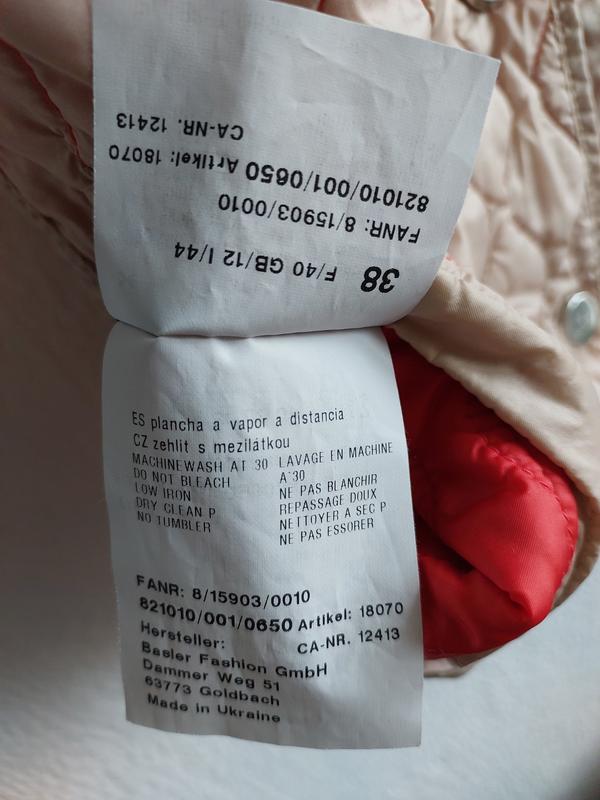 38 F/40 GB/12 I/44
FANR: 8/15903/0010
821010/001/0650 Artikel: 18070
CA-NR. 12413
ES plancha a vapor a distancia
CZ zehlit s mezilátkou
MACHINEWASH AT 30 LAVAGE EN MACHINE
DO NOT BLEACH A˚30
LOW IRON NE PAS BLANCHIR
DRY CLEAN P REPASSAGE DOUX
NO TUMBLER NETTOYER A SEC P
NE PAS ESSORER
FANR: 8/15903/0010
821010/001/0650 Artikel: 18070
Hersteller: CA-NR. 12413
Basler Fashion GmbH
Dammer Weg 51
63773 Goldbach
Made in Ukraine